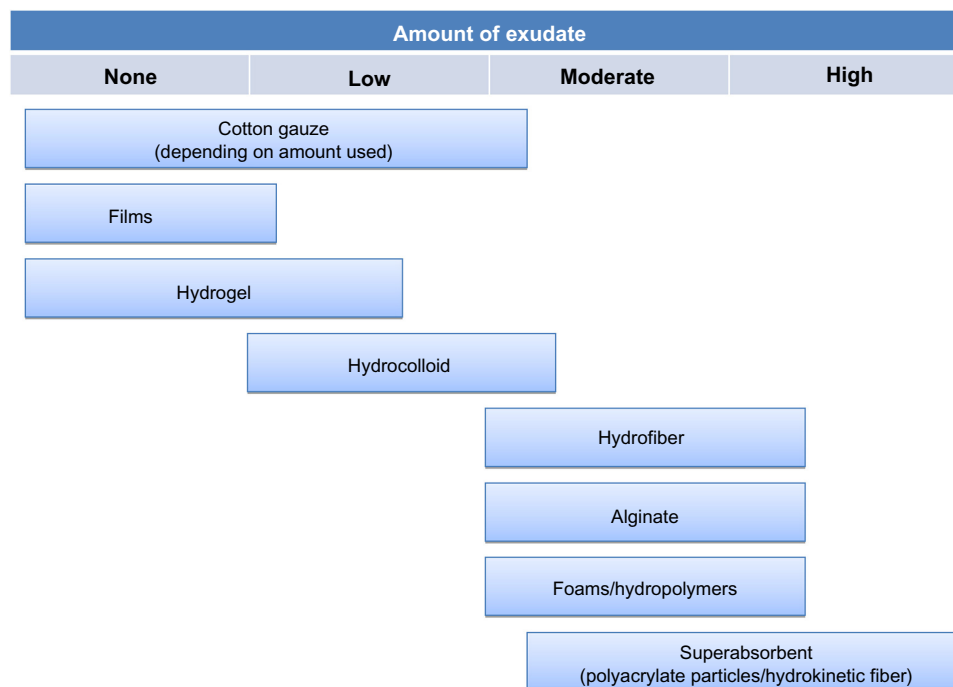 Amount of exudate
None Low Moderate High
Cotton gauze
(depending on amount used)
Films
Hydrogel
Hydrocolloid
Hydrofiber
Alginate
Foams/hydropolymers
Superabsorbent
(polyacrylate particles/hydrokinetic fiber)